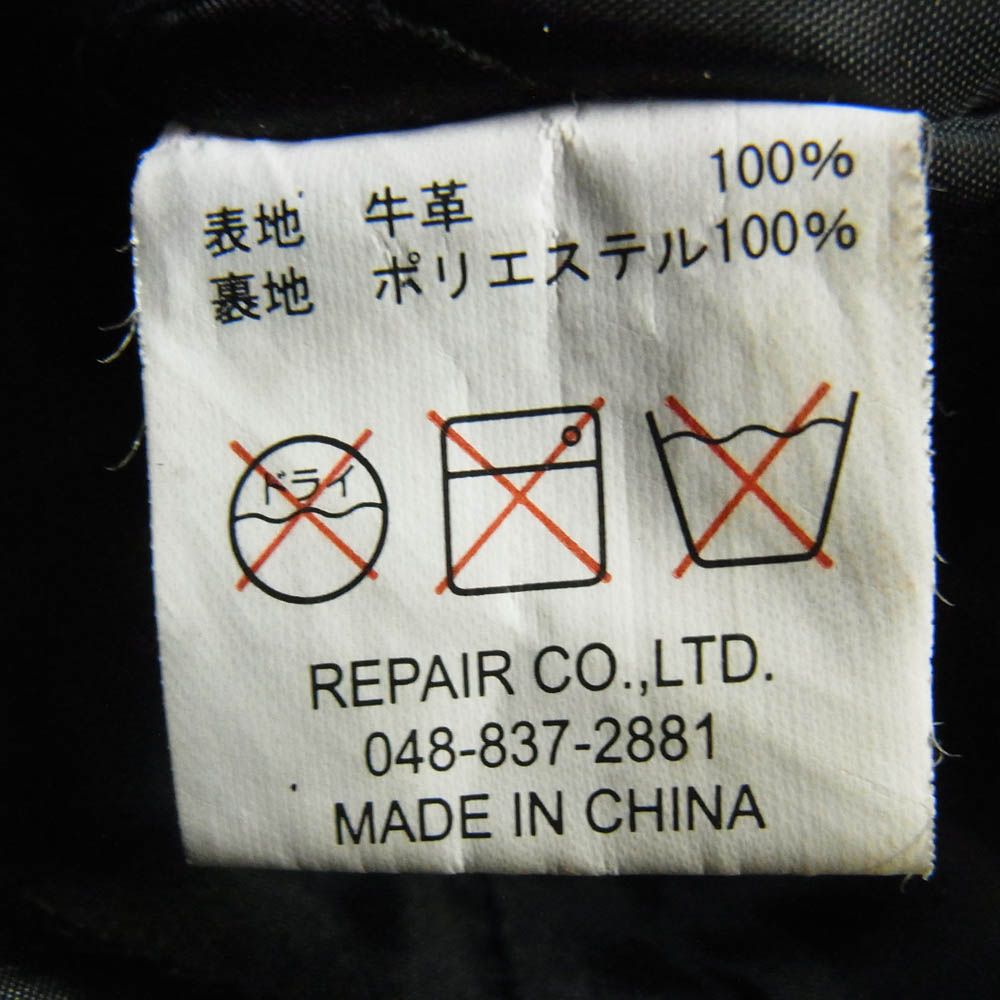 表地 牛革 100%
裏地 ポリエステル100%
ドライ
REPAIR CO.,LTD.
048-837-2881
MADE IN CHINA